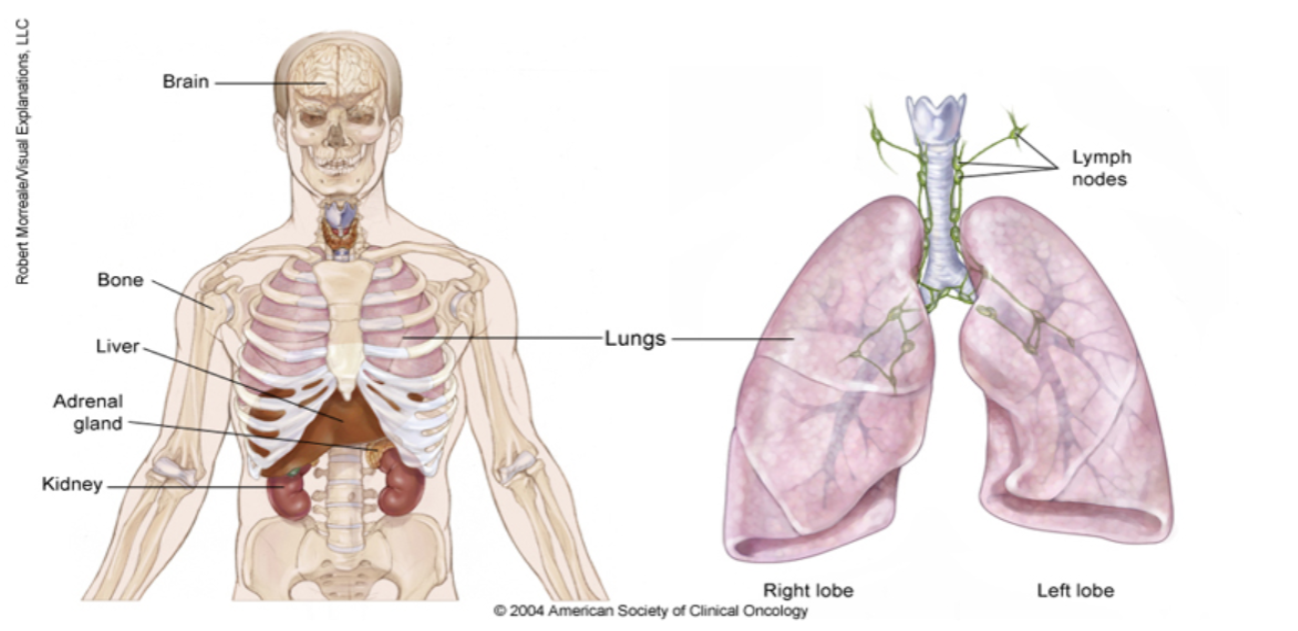 Robert Morreale/Visual Explanations, LLC
Brain
Bone
Liver
Adrenal
gland
Kidney
Lungs
Lymph
nodes
Right lobe
Left lobe
© 2004 American Society of Clinical Oncology